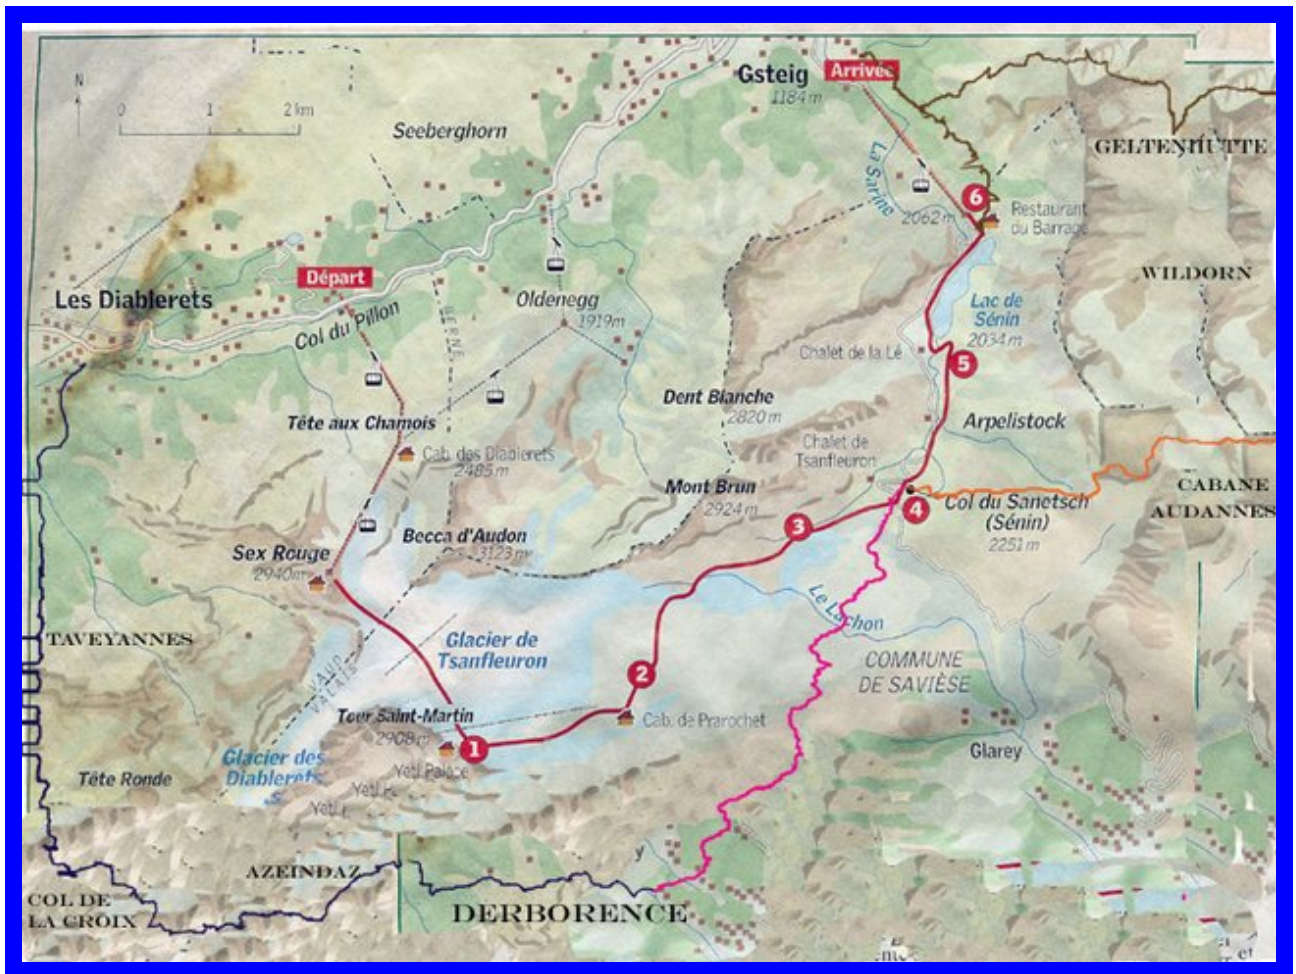 Gsteig
1184 m
Arrivée
N
0 1 2 km
Seeberghorn
GELTENHÜTTE
La Sarine
6
2062 m
Restaurant
du Barrage
Départ
Les Diablerets
Col du Pillon
BERNE
Oldenegg
1919m
WILDORN
Lac de
Sénin
2034 m
Chalet de la Lé
5
Dent Blanche
2820 m
Tête aux Chamois
Arpelistock
Cab. des Diablerets
2485 m
Chalet de
Tsanfleuron
Mont Brun
2924 m
CABANE
AUDANNES
4
Col du Sanetsch
(Sénin)
2251 m
3
Becca d'Audon
3123 m
Sex Rouge
2940m
Le Lachon
TAVEYANNES
Glacier de
Tsanfleuron
VAUD
VALAIS
COMMUNE
DE SAVIÈSE
2
Tour Saint-Martin
2908 m
Cab. de Prarochet
1
Glarey
Glacier des
Diablerets
S
Tête Ronde
Yeti Palace
Yeti
Yeti
y
AZEINDAZ
COL DE
LA CROIX
DERBORENCE
et